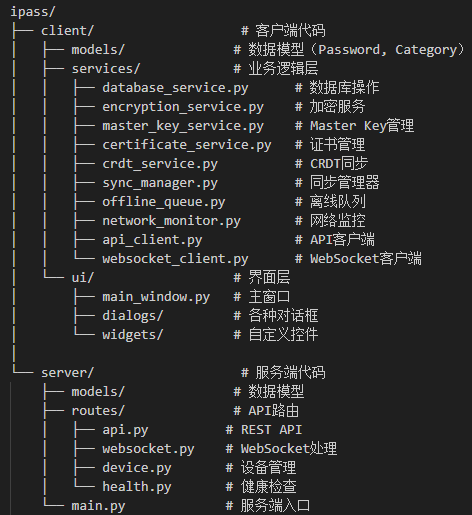 ipass/
├── client/                    # 客户端代码
│   ├── models/              # 数据模型（Password, Category）
│   ├── services/            # 业务逻辑层
│   │   ├── database_service.py      # 数据库操作
│   │   ├── encryption_service.py    # 加密服务
│   │   ├── master_key_service.py    # Master Key管理
│   │   ├── certificate_service.py   # 证书管理
│   │   ├── crdt_service.py          # CRDT同步
│   │   ├── sync_manager.py          # 同步管理器
│   │   ├── offline_queue.py         # 离线队列
│   │   ├── network_monitor.py       # 网络监控
│   │   ├── api_client.py            # API客户端
│   │   └── websocket_client.py      # WebSocket客户端
│   └── ui/                  # 界面层
│       ├── main_window.py   # 主窗口
│       ├── dialogs/         # 各种对话框
│       └── widgets/         # 自定义控件
│
└── server/                    # 服务端代码
    ├── models/              # 数据模型
    ├── routes/              # API路由
    │   ├── api.py          # REST API
    │   ├── websocket.py    # WebSocket处理
    │   ├── device.py       # 设备管理
    │   └── health.py       # 健康检查
    └── main.py              # 服务端入口